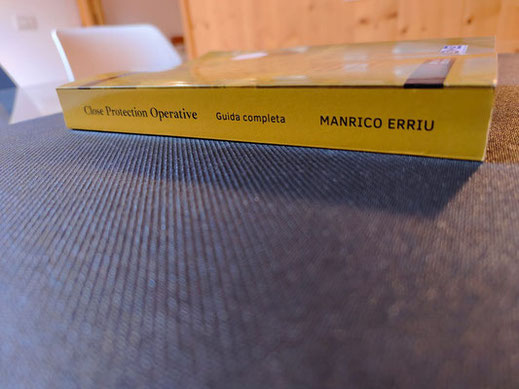 Close Protection Operative Guida completa MANRICO ERRIU